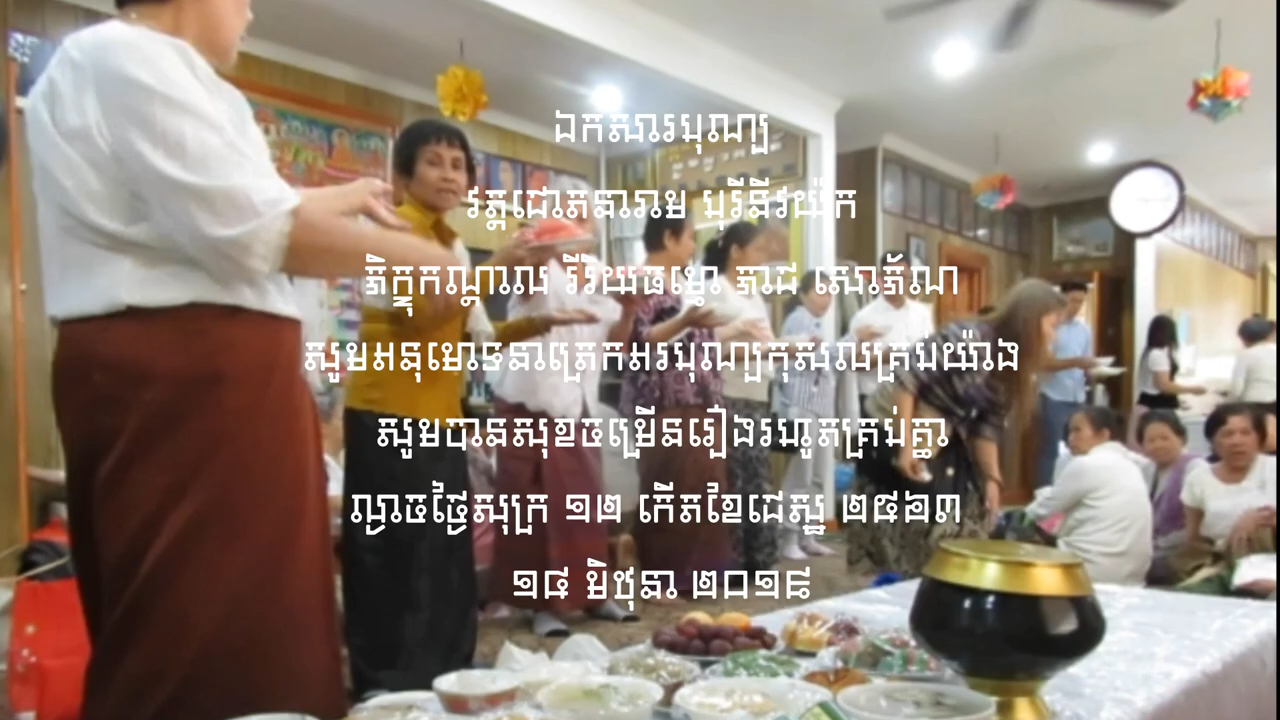 ឯកសារបុណ្យ
វត្តជោតនារាម បុរីនីវយ៉ក
ភិក្ខុកណ្តាល វីរិយធម្មោ ភាជ សោភ័ណ
សូមអនុមោទនាត្រេកអរបុណ្យកុសលគ្រប់យ៉ាង
សូមបានសុខចម្រើនរឿងរហូតគ្រប់គ្នា
ល្ងាចថ្ងៃសុក្រ ១២ កើតខែជេស្ឋ ២៥៦៣
១៤ មិថុនា ២០១៩